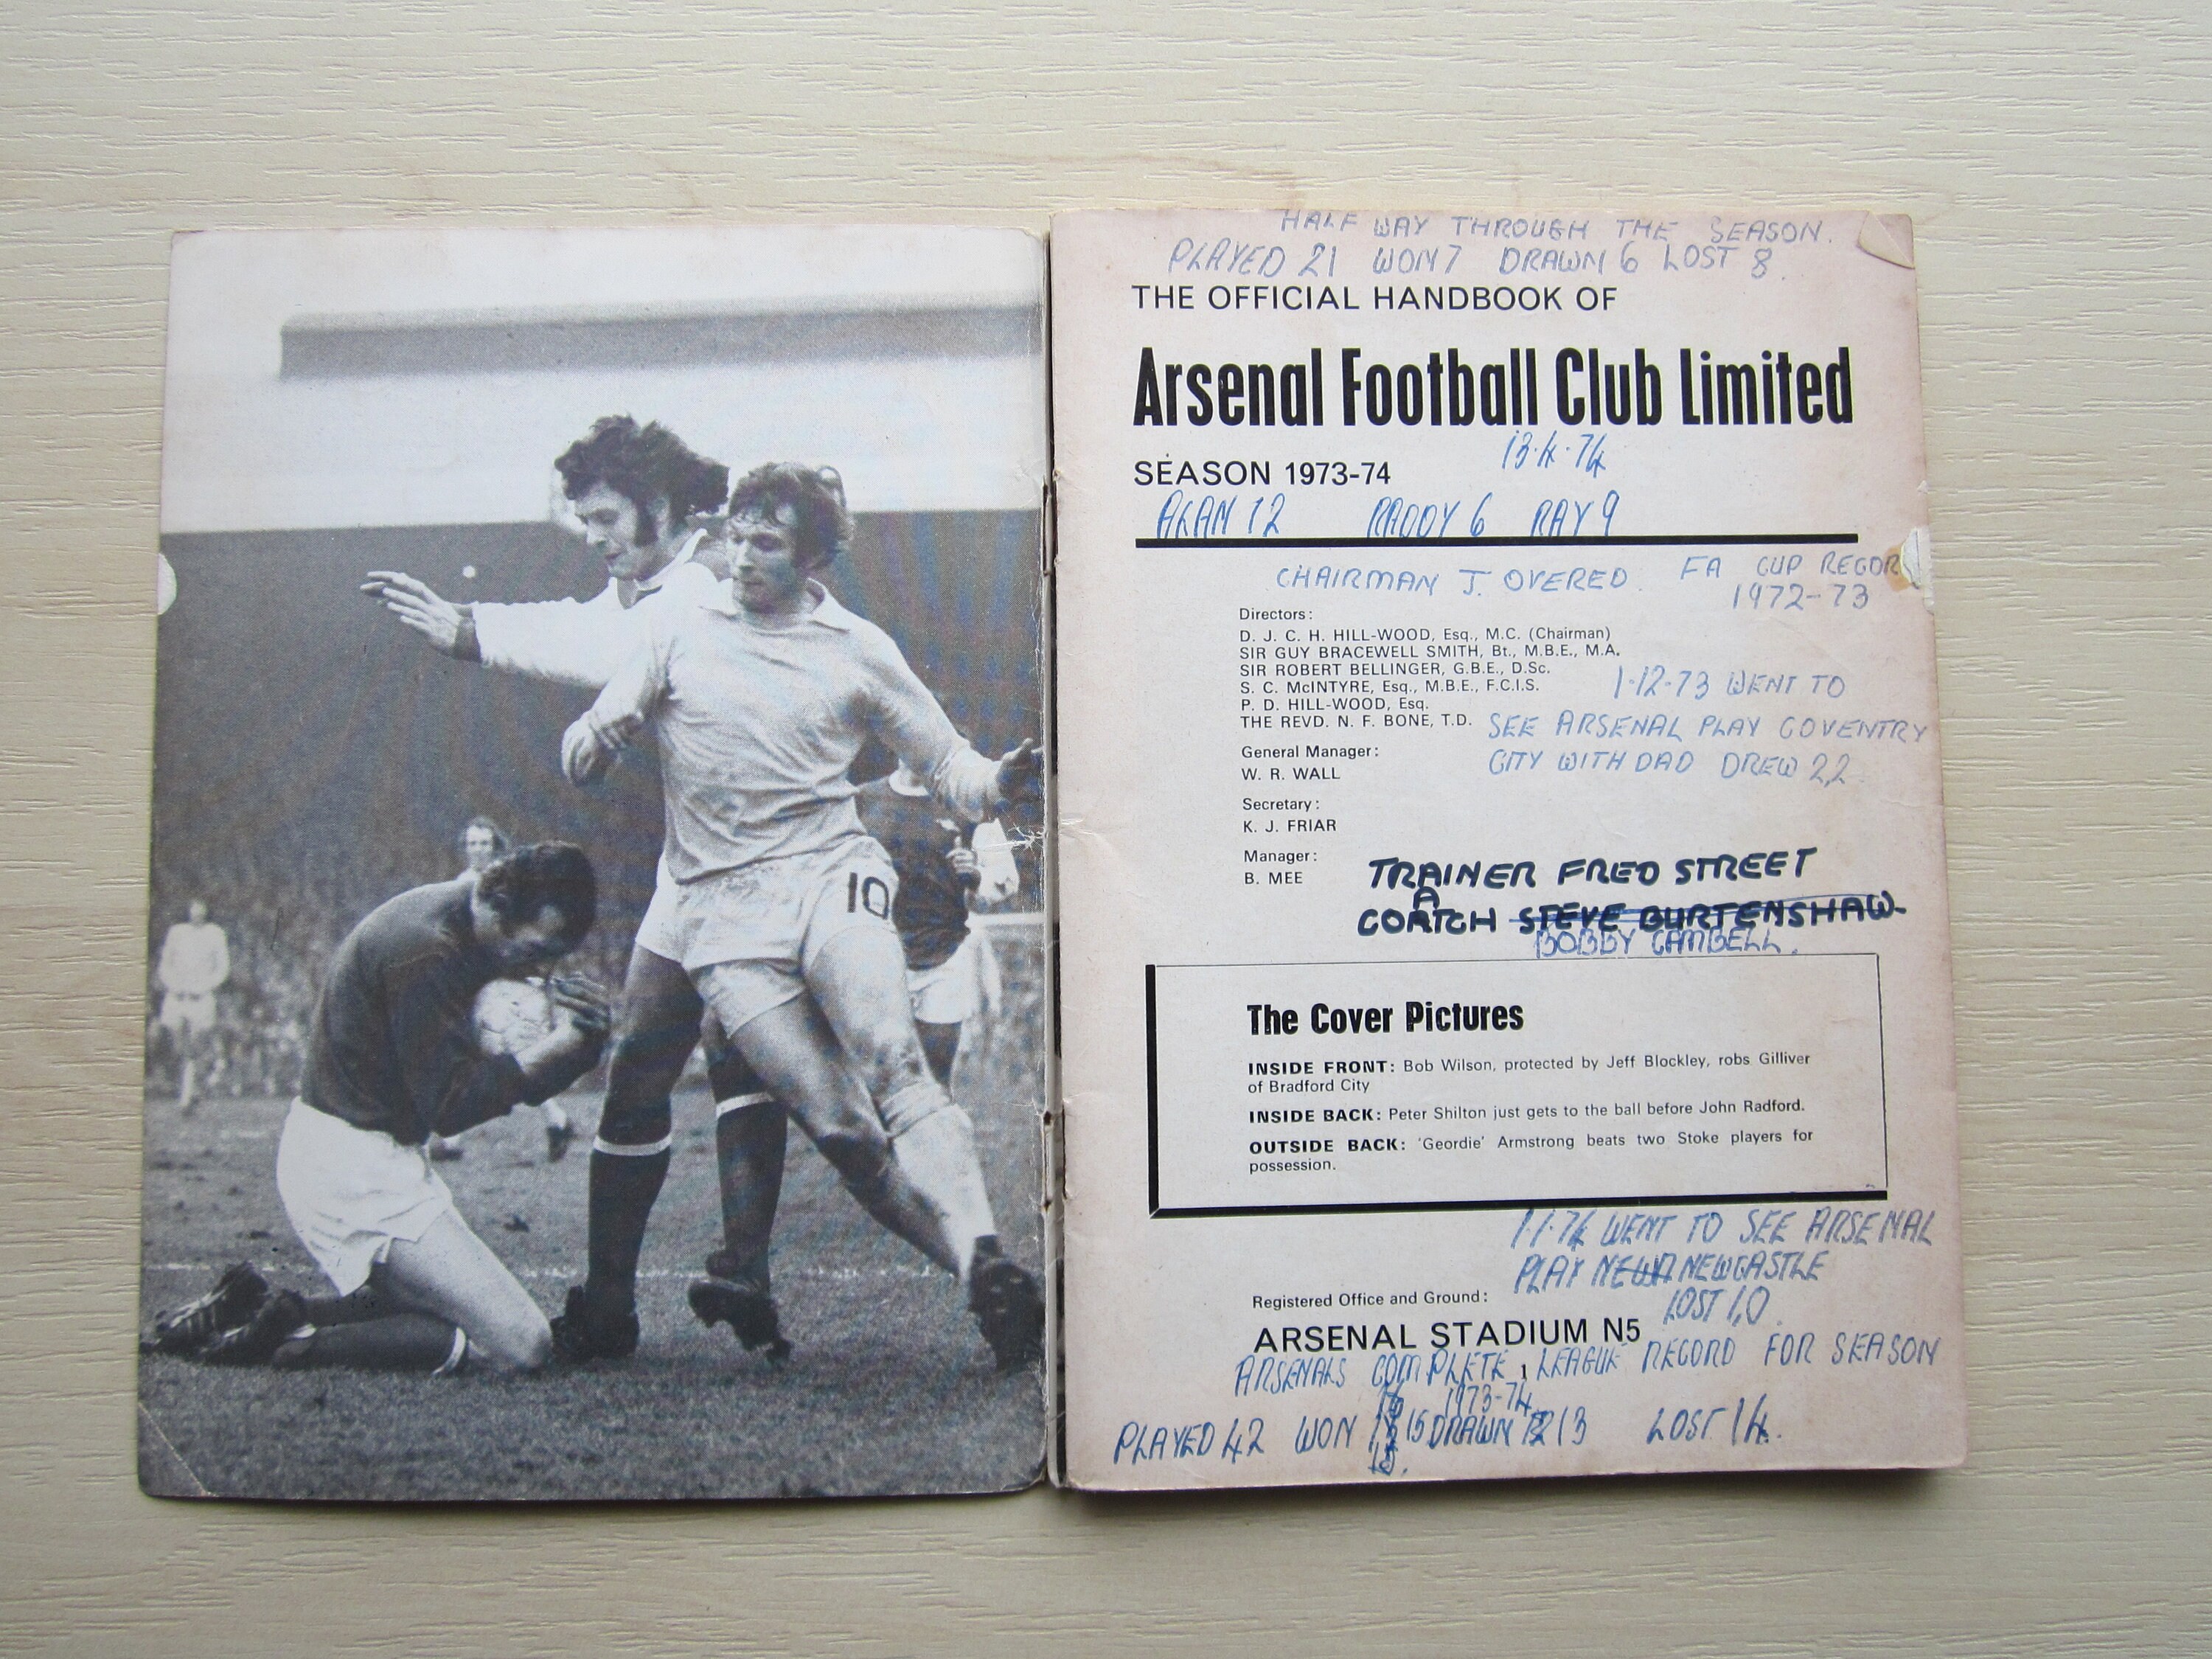 10
HALF WAY THROUGH THE SEASON.
PLAYED 21 WON 7 DRAWN 6 LOST 8.
THE OFFICIAL HANDBOOK OF
Arsenal Football Club Limited
13.4.74
SEASON 1973-74
ALAN 12 RADDY 6 RAY 9
FA CUP RECOR
CHAIRMAN J. OVERED.
1972-73
Directors:
D. J. C. H. HILL-WOOD, Esq., M.C. (Chairman)
SIR GUY BRACEWELL SMITH, Bt., M.B.E., M.A.
SIR ROBERT BELLINGER, G.B.E., D.Sc.
S. C. McINTYRE, Esq., M.B.E., F.C.I.S.
P. D. HILL-WOOD, Esq.
THE REVD. N. F. BONE, T.D.
1.12.73 WENT TO
SEE ARSENAL PLAY COVENTRY
CITY WITH DAD DREW 2,2
General Manager:
W. R. WALL
Secretary:
K. J. FRIAR
Manager:
B. MEE
TRAINER FRED STREET
A
COATCH STEVE BURTENSHAW
BOBBY CAMBELL.
The Cover Pictures
INSIDE FRONT: Bob Wilson, protected by Jeff Blockley, robs Gilliver
of Bradford City
INSIDE BACK: Peter Shilton just gets to the ball before John Radford.
OUTSIDE BACK: 'Geordie' Armstrong beats two Stoke players for
possession.
1.1.74 WENT TO SEE ARSENAL
PLAY NEWCASTLE
LOST 1,0.
Registered Office and Ground:
ARSENAL STADIUM N5
ARSENALS COMPLETE LEAGUE RECORD FOR SEASON
1973-74
PLAYED 42 WON 15 DRAWN 13 LOST 14.